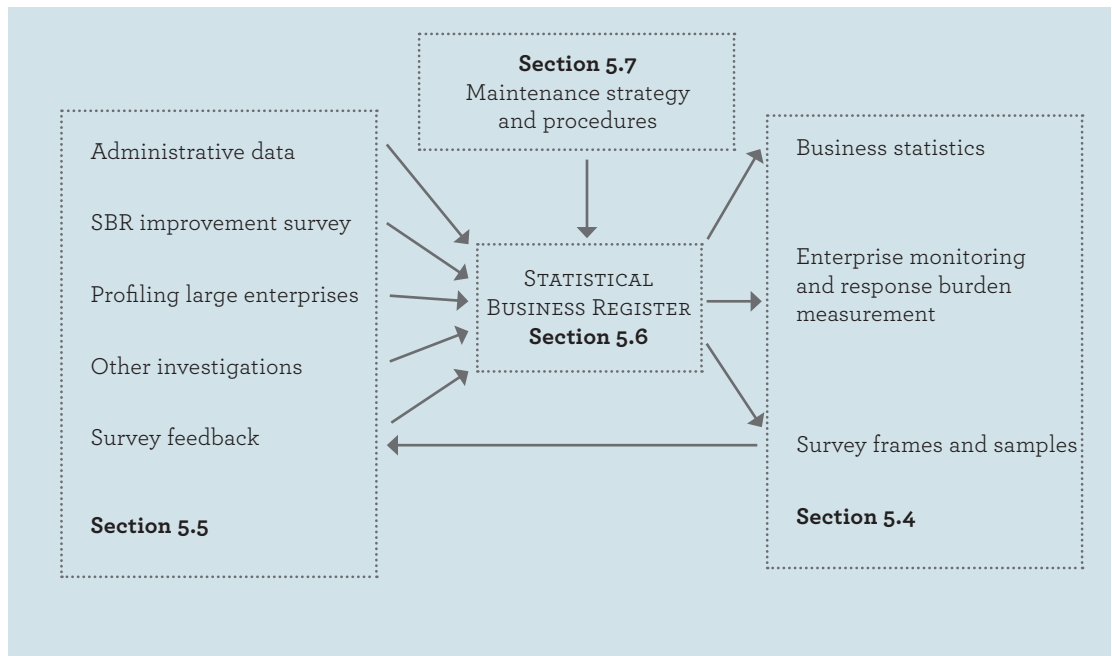 Section 5.7
Maintenance strategy
and procedures
Administrative data
SBR improvement survey
Profiling large enterprises
Other investigations
Survey feedback
Section 5.5
Statistical
Business Register
Section 5.6
Business statistics
Enterprise monitoring
and response burden
measurement
Survey frames and samples
Section 5.4